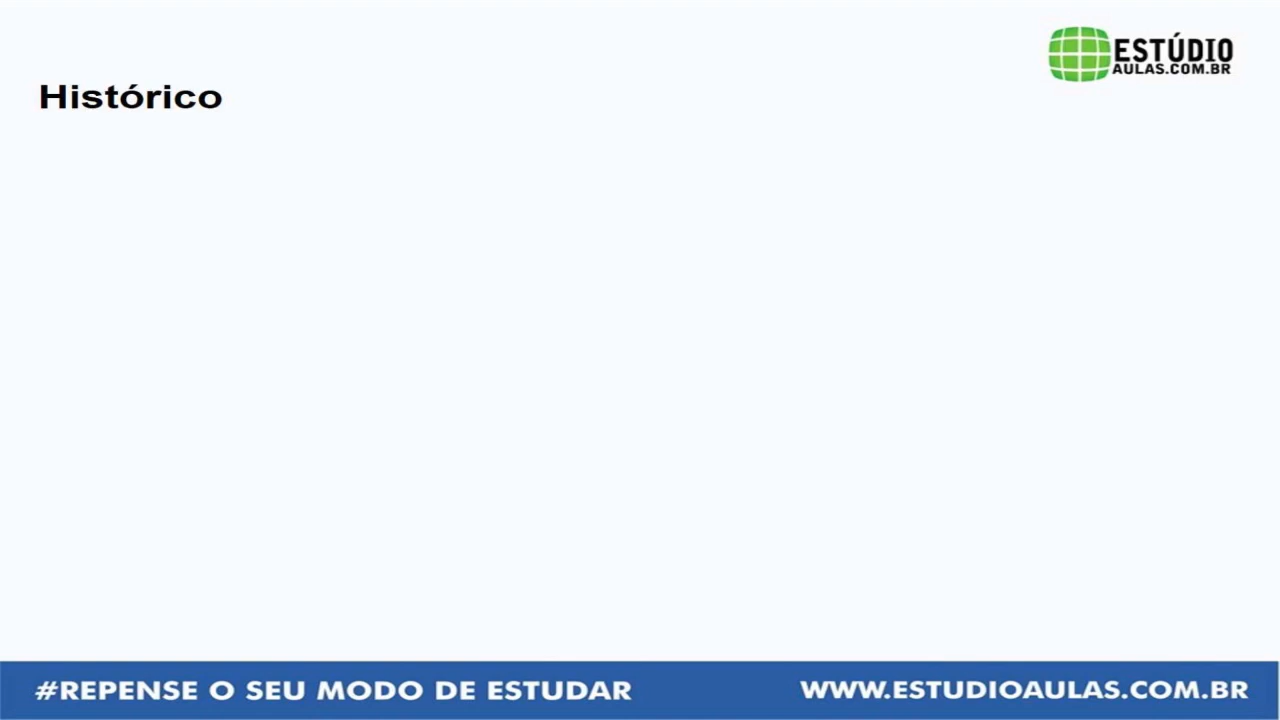 ESTÚDIO
AULAS.COM.BR
Histórico
#REPENSE O SEU MODO DE ESTUDAR
WWW.ESTUDIOAULAS.COM.BR